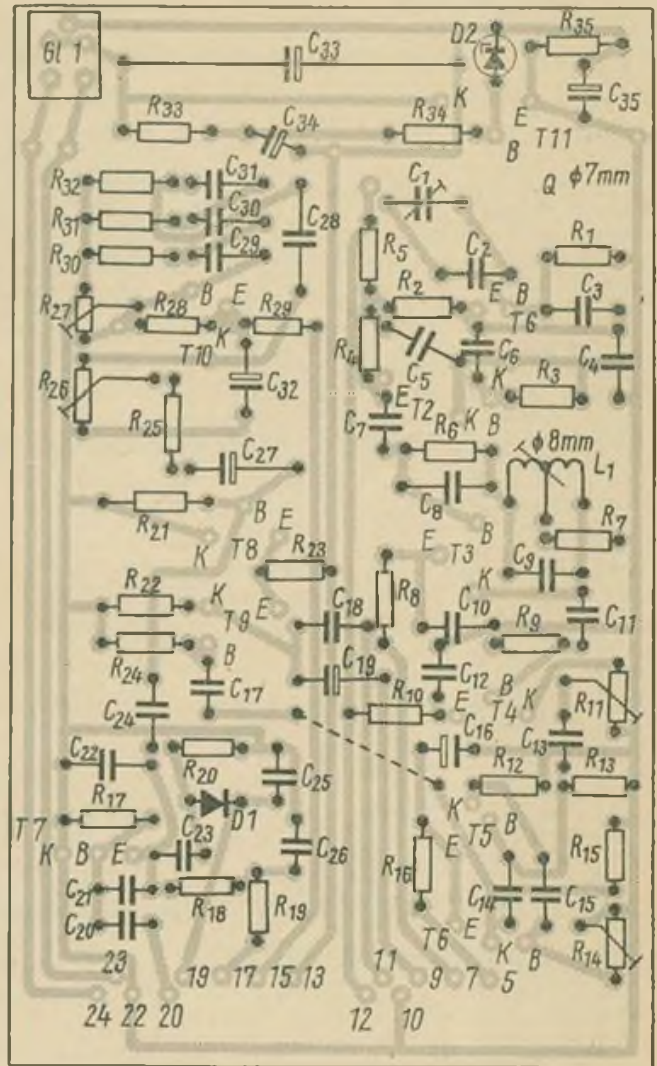 Gl 1
C33
D2
R35
C35
R33
C34
R34
K
E
T11
B
Q ϕ7mm
R32
C31
R31
C30
R30
C29
C28
C1
R5
C2
R1
R2
E B
T6
C3
R27
R28
B
E
K
R29
T10
R4
C5
C6
K
R3
C4
R26
R25
C32
C7
E
T2
K
B
R6
C27
C8
ϕ8mm
L1
R21
B
E
K
T8
R23
E
T3
B
K
R7
C9
R22
K
T9
E
C18
R8
C10
R9
C11
R24
B
C17
C19
C12
R10
B
E
T4
K
R11
C24
C16
C13
C22
R20
C25
R12
R13
R17
D1
K
T5
B
E
T7
K B E
C23
C26
R16
R15
C21
R18
R19
C14
C15
C20
T6
E
K
B
R14
23
19 17 15 13
11
9 7 5
24 22 20
12 10